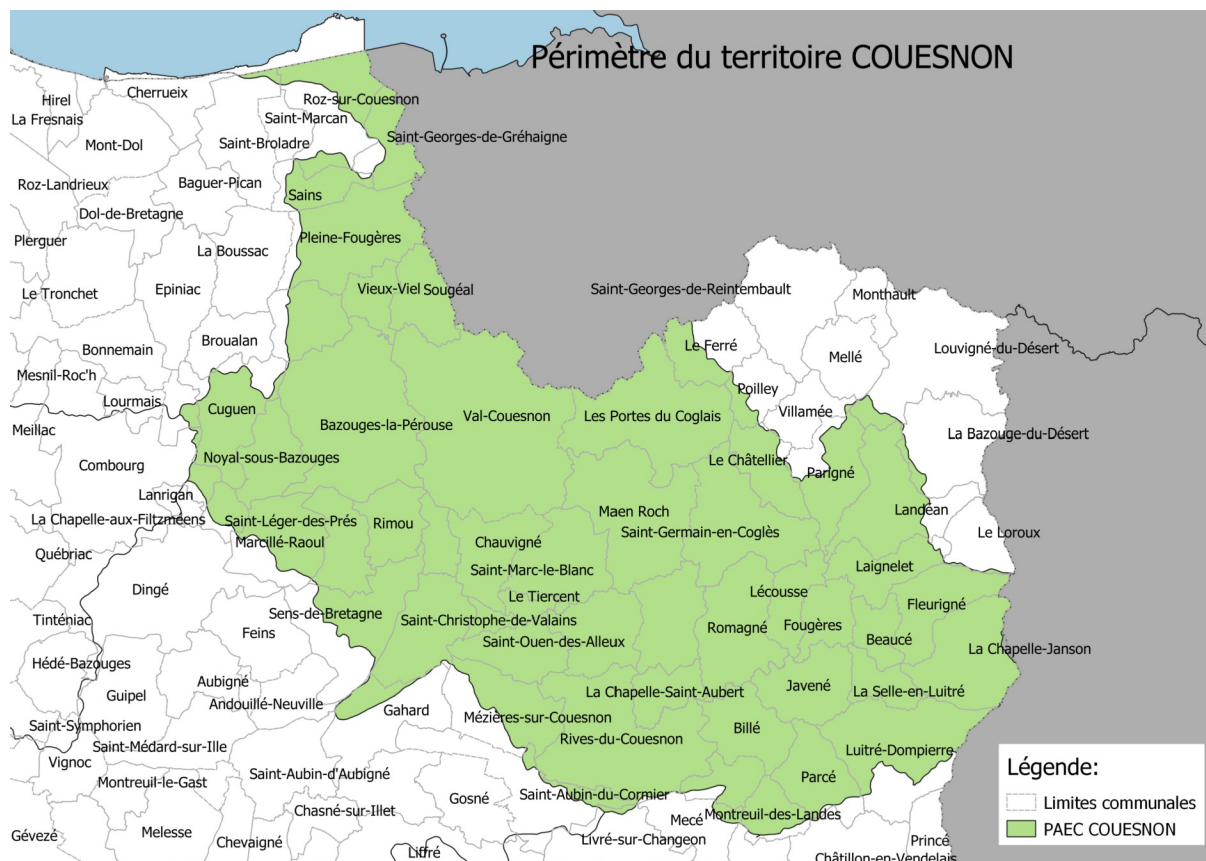 Périmètre du territoire COUESNON
Cherrueix
Hirel
Roz-sur-Couesnon
La Fresnais
Saint-Marcan
Saint-Georges-de-Gréhaigne
Mont-Dol
Saint-Broladre
Roz-Landrieux
Baguer-Pican
Sains
Dol-de-Bretagne
Plerguer
Pleine-Fougères
La Boussac
Le Tronchet
Epiniac
Vieux-Viel
Sougéal
Saint-Georges-de-Reintembault
Monthault
Bonnemain
Broualan
Le Ferré
Mellé
Louvigné-du-Désert
Mesnil-Roc'h
Lourmais
Cuguen
Poilley
Villamée
Meillac
Bazouges-la-Pérouse
Val-Couesnon
Les Portes du Coglais
La Bazouge-du-Désert
Combourg
Noyal-sous-Bazouges
Le Châtellier
Parigné
Lanrigan
La Chapelle-aux-Filtzméens
Saint-Léger-des-Prés
Rimou
Maen Roch
Landéan
Québriac
Marcillé-Raoul
Chauvigné
Saint-Germain-en-Coglès
Le Loroux
Dingé
Saint-Marc-le-Blanc
Laignelet
Tinténiac
Sens-de-Bretagne
Le Tiercent
Lécousse
Fleurigné
Feins
Saint-Christophe-de-Valains
Romagné
Fougères
Beaucé
Hédé-Bazouges
Saint-Ouen-des-Alleux
La Chapelle-Janson
Guipel
Aubigné
La Chapelle-Saint-Aubert
Javené
La Selle-en-Luitré
Andouillé-Neuville
Saint-Symphorien
Gahard
Mézières-sur-Couesnon
Billé
Saint-Médard-sur-Ille
Rives-du-Couesnon
Luitré-Dompierre
Vignoc
Montreuil-le-Gast
Saint-Aubin-d'Aubigné
Parcé
Chasné-sur-Illet
Gosné
Saint-Aubin-du-Cormier
Montreuil-des-Landes
Mecé
Gévezé
Melesse
Chevaigné
Liffré
Livré-sur-Changeon
Princé
Châtillon-en-Vendelais
Légende:
Limites communales
PAEC COUESNON